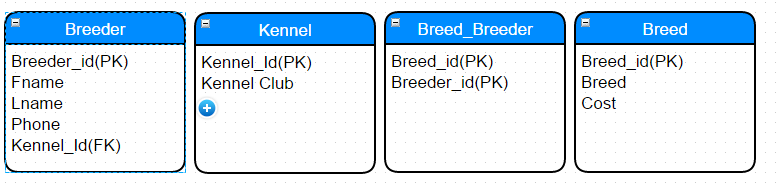 Breeder
Breeder_id(PK)
Fname
Lname
Phone
Kennel_Id(FK)
Kennel
Kennel_Id(PK)
Kennel Club
Breed_Breeder
Breed_id(PK)
Breeder_id(PK)
Breed
Breed_id(PK)
Breed
Cost